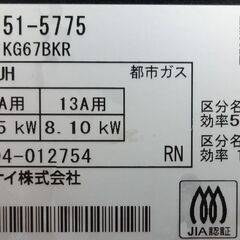 51-5775
KG67BKR
JH
都市ガス
A用
13A用
5 kW
8.10 kW
区分名
効率5
4-012754
RN
イ株式会社
区分
効率
JIA認証